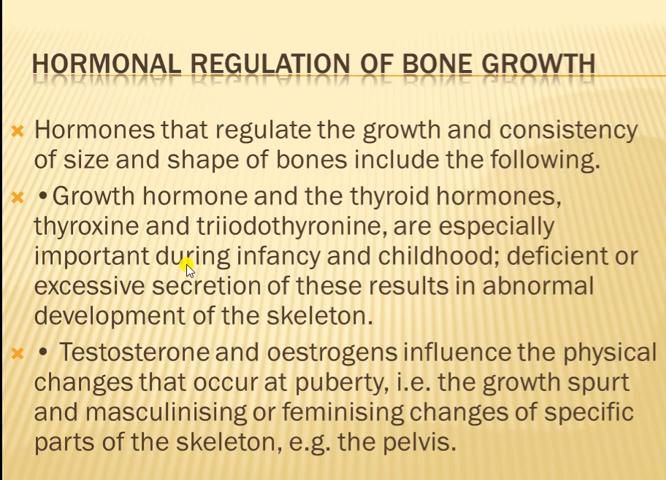 HORMONAL REGULATION OF BONE GROWTH
Hormones that regulate the growth and consistency
of size and shape of bones include the following.
•Growth hormone and the thyroid hormones,
thyroxine and triiodothyronine, are especially
important during infancy and childhood; deficient or
excessive secretion of these results in abnormal
development of the skeleton.
• Testosterone and oestrogens influence the physical
changes that occur at puberty, i.e. the growth spurt
and masculinising or feminising changes of specific
parts of the skeleton, e.g. the pelvis.